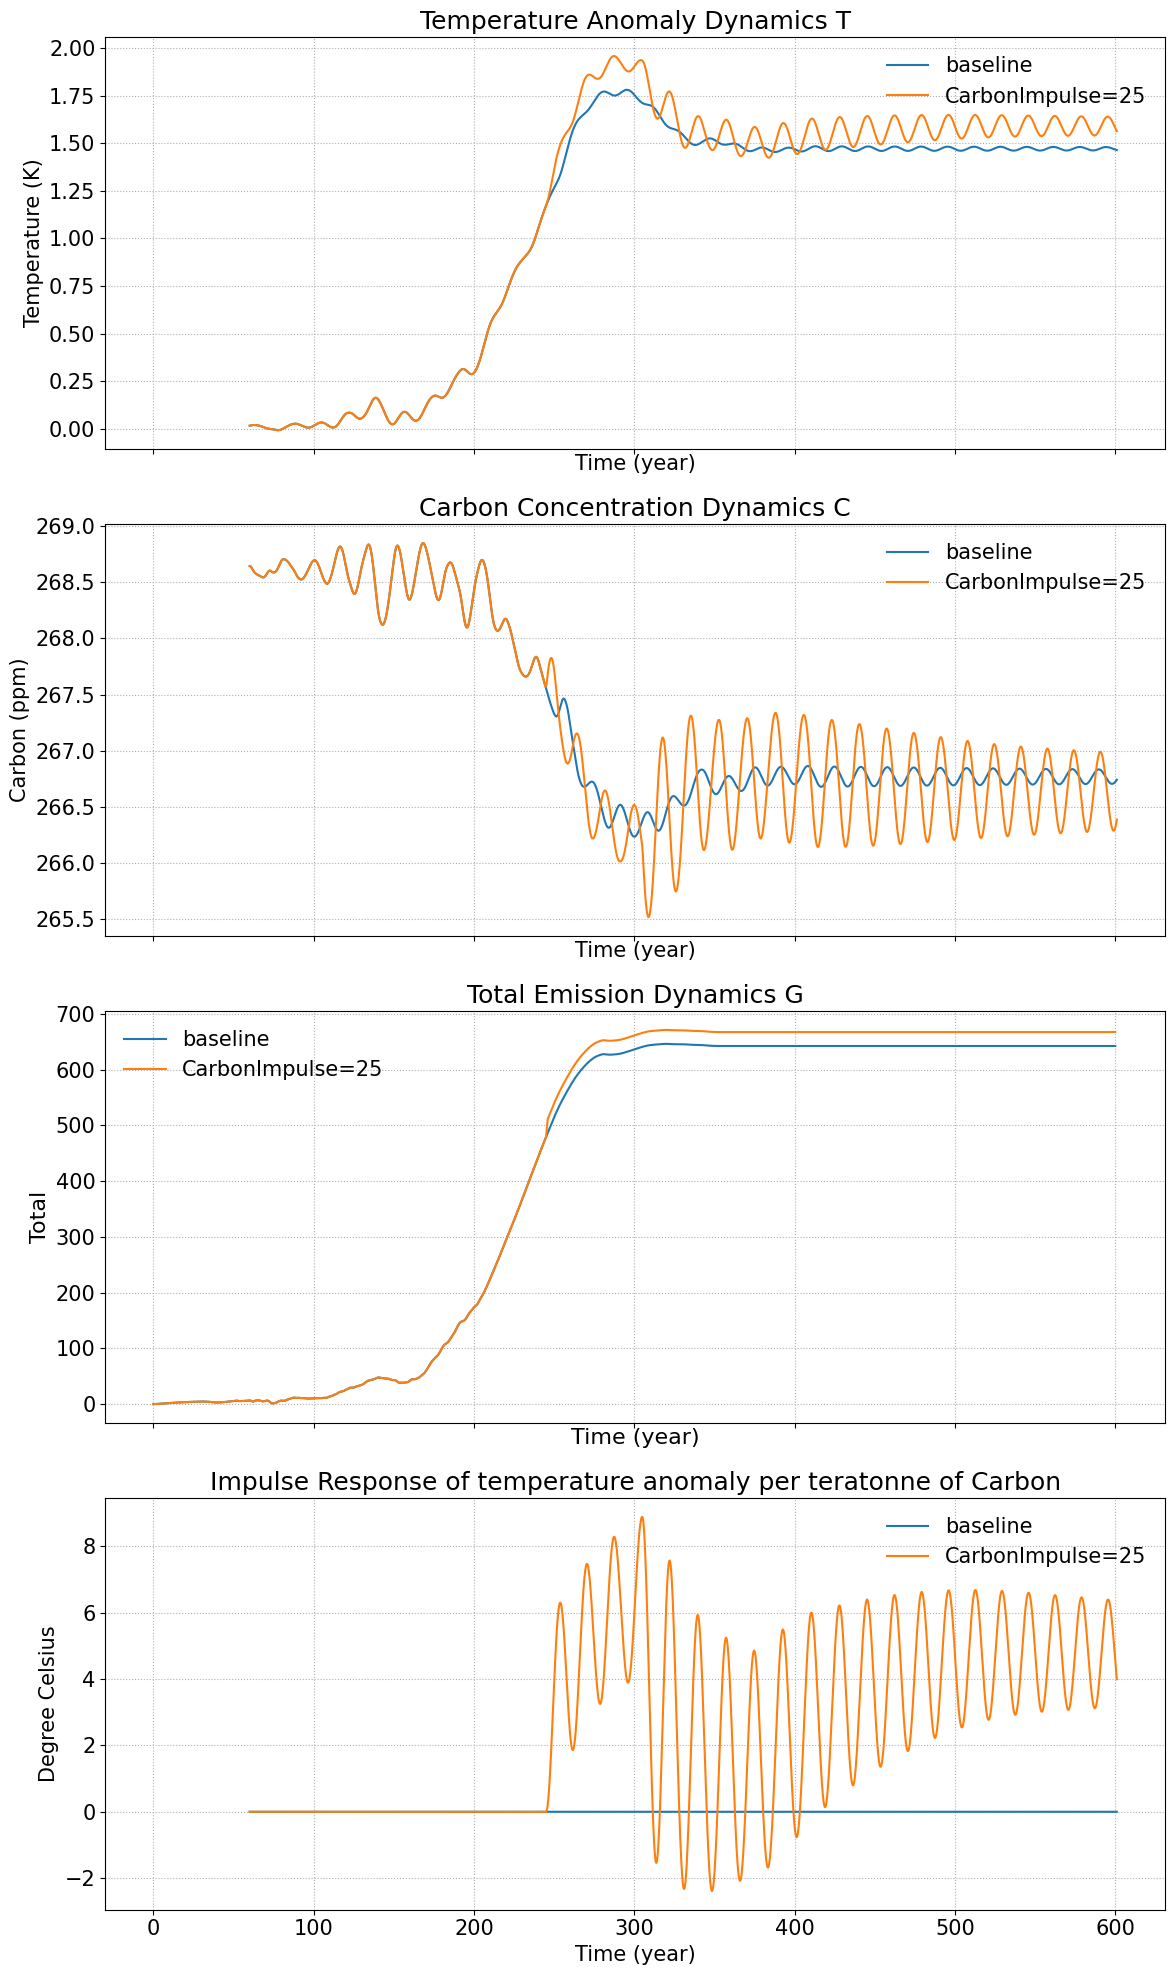 Temperature Anomaly Dynamics T
2.00
1.75
1.50
1.25
1.00
0.75
0.50
0.25
0.00
Temperature (K)
baseline
CarbonImpulse=25
Time (year)
Carbon Concentration Dynamics C
269.0
268.5
268.0
267.5
267.0
266.5
266.0
265.5
Carbon (ppm)
baseline
CarbonImpulse=25
Time (year)
Total Emission Dynamics G
700
600
500
400
300
200
100
0
Total
baseline
CarbonImpulse=25
Time (year)
Impulse Response of temperature anomaly per teratonne of Carbon
8
6
4
2
0
−2
Degree Celsius
baseline
CarbonImpulse=25
0 100 200 300 400 500 600
Time (year)